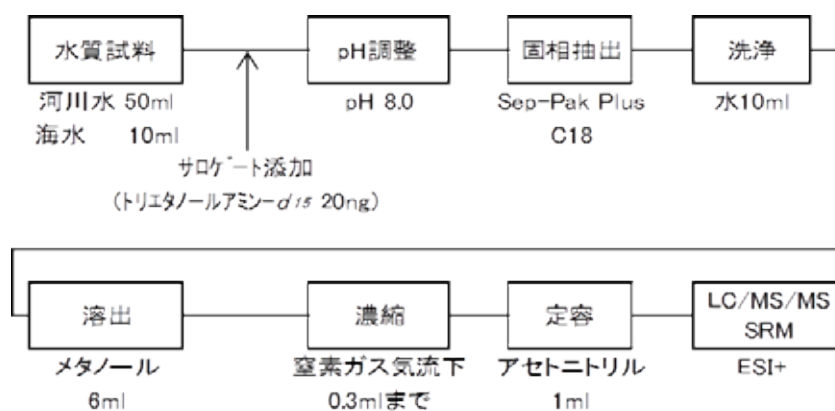 水質試料
pH調整
固相抽出
洗浄
河川水 50ml
海水 10ml
pH 8.0
Sep-Pak Plus
C18
水10ml
サロゲート添加
(トリエタノールアミン-d15 20ng)
溶出
濃縮
定容
LC/MS/MS
SRM
メタノール
6ml
窒素ガス気流下
0.3mlまで
アセトニトリル
1ml
ESI+